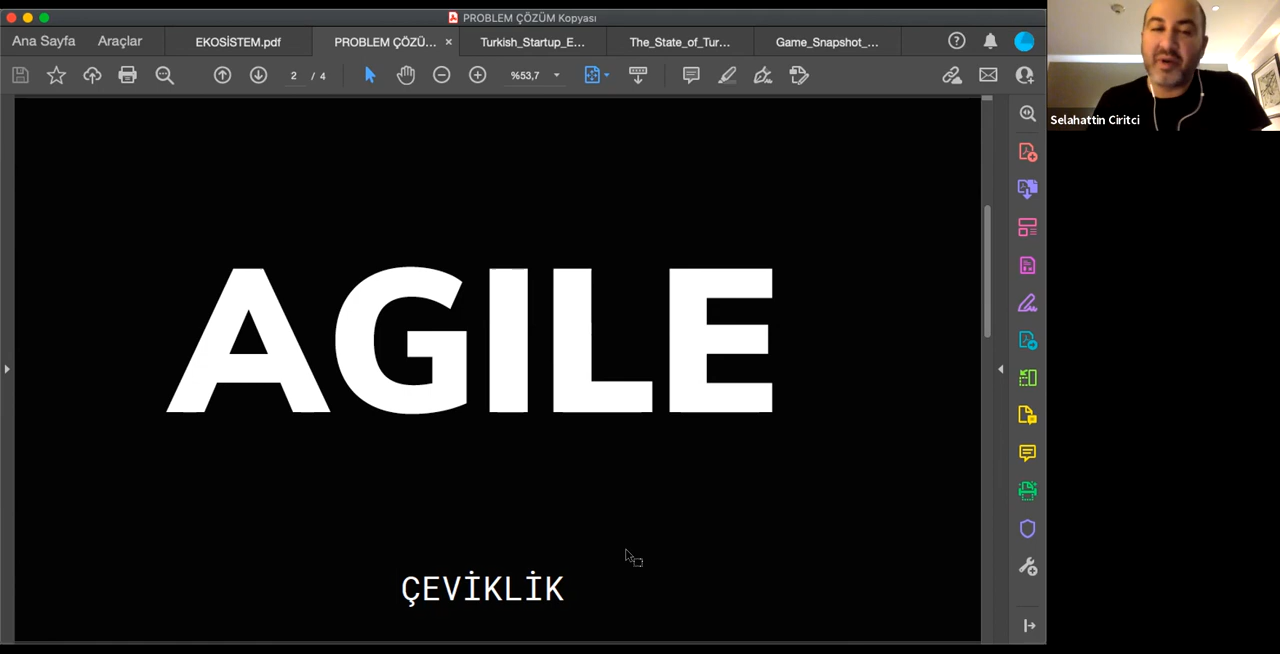 PROBLEM ÇÖZÜM Kopyası
Ana Sayfa Araçlar EKOSİSTEM.pdf PROBLEM ÇÖZÜ... × Turkish_Startup_E... The_State_of_Tur... Game_Snapshot_...
2 / 4 %53,7
Selahattin Ciritci
AGILE
ÇEVİKLİK